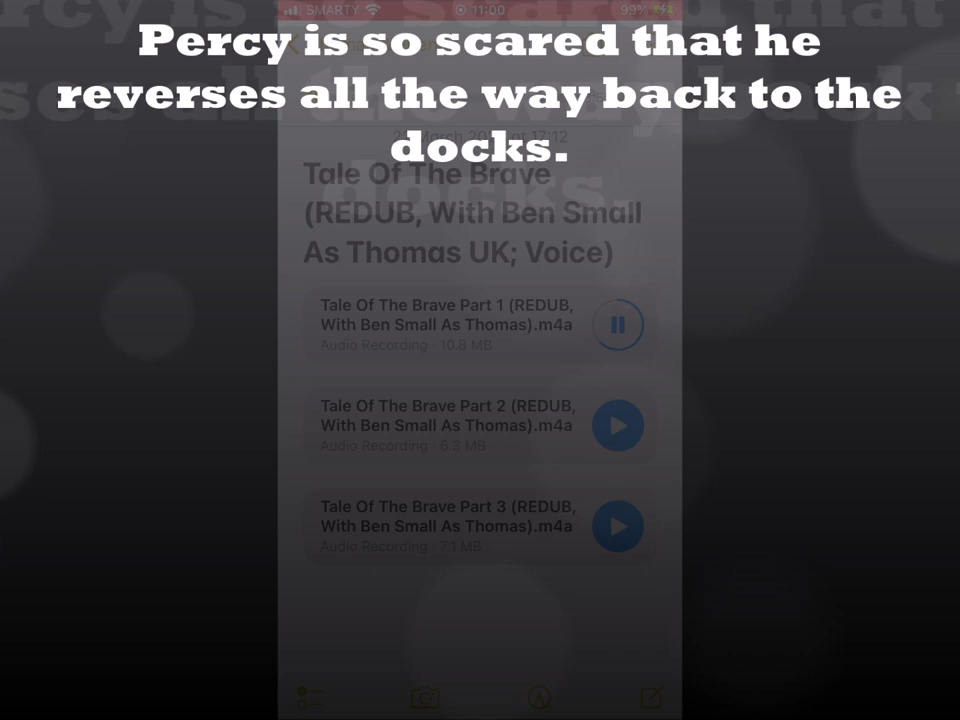 SMARTY 11:00 99%
Percy is so scared that he
reverses all the way back to the
docks.
March at 17:12
Tale Of The Brave
(REDUB, With Ben Small
As Thomas UK; Voice)
Tale Of The Brave Part 1 (REDUB,
With Ben Small As Thomas).m4a
Audio Recording · 10.8 MB
Tale Of The Brave Part 2 (REDUB,
With Ben Small As Thomas).m4a
Audio Recording · 6.3 MB
Tale Of The Brave Part 3 (REDUB,
With Ben Small As Thomas).m4a
Audio Recording · 7.1 MB